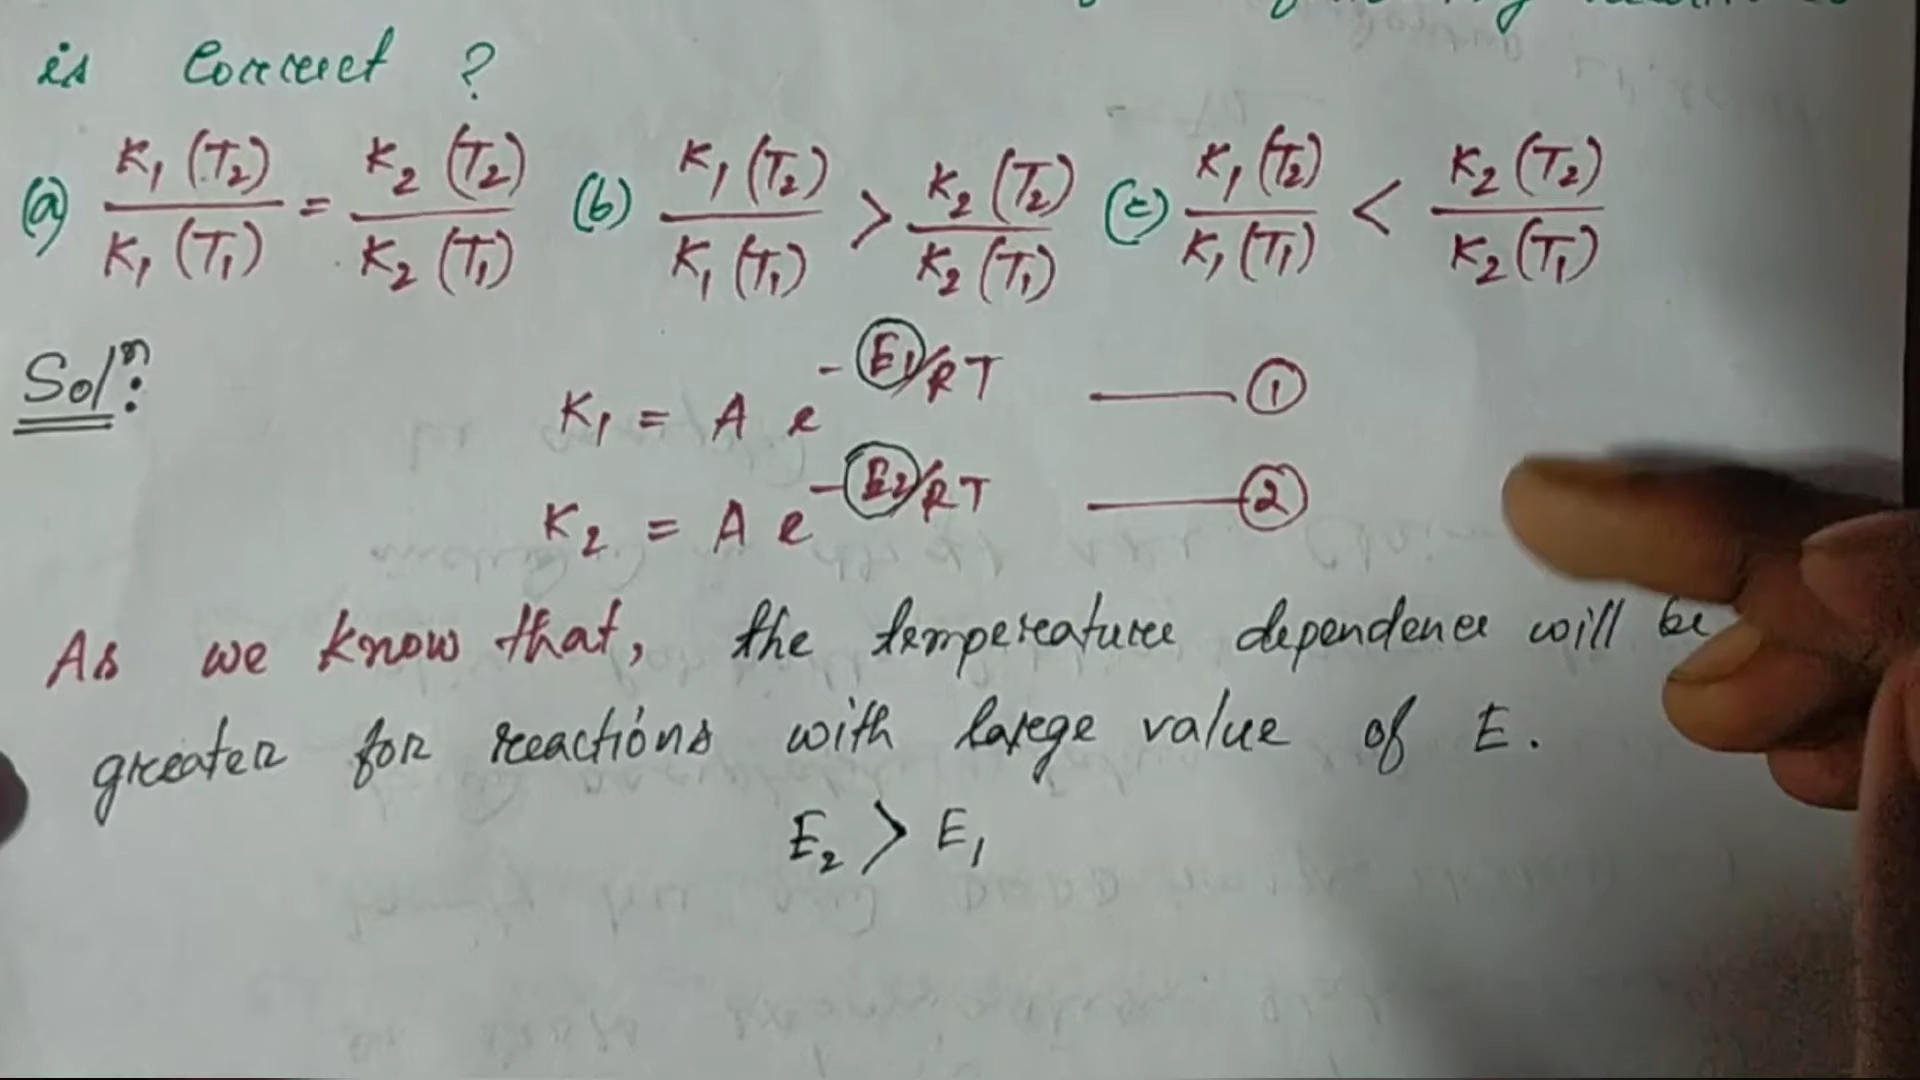 is Correct ?
(a) K₁ (T₂) / K₁ (T₁) = K₂ (T₂) / K₂ (T₁) (b) K₁ (T₂) / K₁ (T₁) > K₂ (T₂) / K₂ (T₁) (c) K₁ (T₂) / K₁ (T₁) < K₂ (T₂) / K₂ (T₁)
Solⁿ:
K₁ = A e^(-E₁/RT) —— ①
K₂ = A e^(-E₂/RT) —— ②
As we know that, the temperature dependence will be
greater for reactions with large value of E.
E₂ > E₁